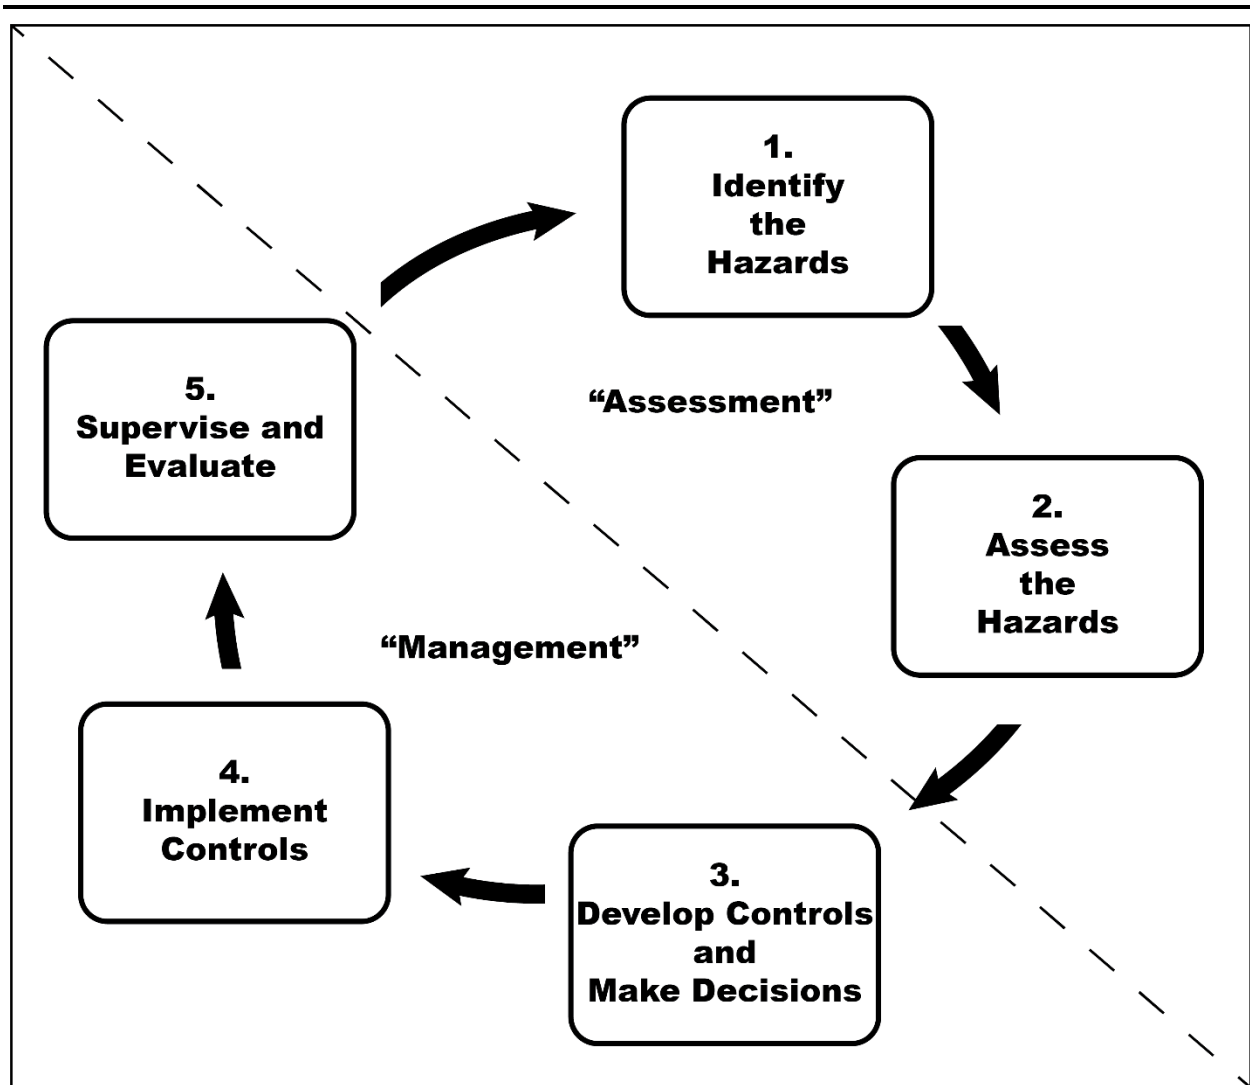 1.
Identify
the
Hazards
“Assessment”
2.
Assess
the
Hazards
3.
Develop Controls
and
Make Decisions
4.
Implement
Controls
“Management”
5.
Supervise and
Evaluate